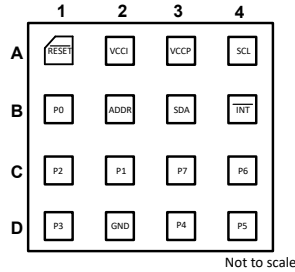 1 2 3 4
A RESET VCCI VCCP SCL
B P0 ADDR SDA INT
C P2 P1 P7 P6
D P3 GND P4 P5
Not to scale